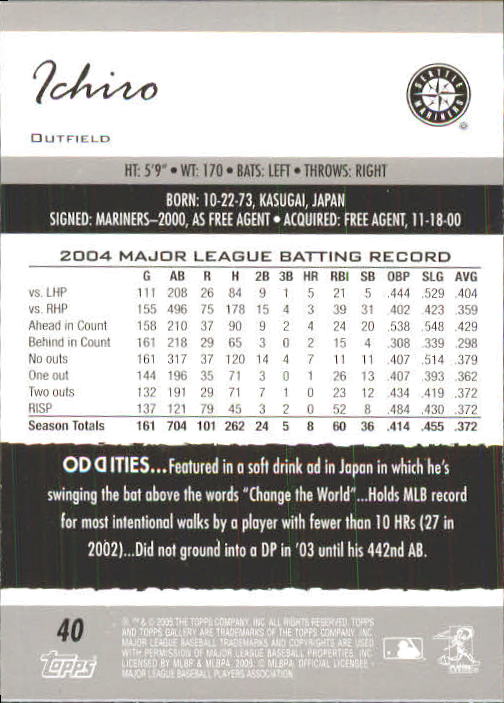 Ichiro
OUTFIELD
SEATTLE
MARINERS
HT: 5'9" • WT: 170 • BATS: LEFT • THROWS: RIGHT
BORN: 10-22-73, KASUGAI, JAPAN
SIGNED: MARINERS–2000, AS FREE AGENT • ACQUIRED: FREE AGENT, 11-18-00
2004 MAJOR LEAGUE BATTING RECORD
G AB R H 2B 3B HR RBI SB OBP SLG AVG
vs. LHP 111 208 26 84 9 1 5 21 5 .444 .529 .404
vs. RHP 155 496 75 178 15 4 3 39 31 .402 .423 .359
Ahead in Count 158 210 37 90 9 2 4 24 20 .538 .548 .429
Behind in Count 161 218 29 65 3 0 2 15 4 .308 .339 .298
No outs 161 317 37 120 14 4 7 11 11 .407 .514 .379
One out 144 196 35 71 3 0 1 26 13 .407 .393 .362
Two outs 132 191 29 71 7 1 0 23 12 .434 .419 .372
RISP 137 121 79 45 3 2 0 52 8 .484 .430 .372
Season Totals 161 704 101 262 24 5 8 60 36 .414 .455 .372
ODDITIES...Featured in a soft drink ad in Japan in which he's
swinging the bat above the words "Change the World"...Holds MLB record
for most intentional walks by a player with fewer than 10 HRs (27 in
2002)...Did not ground into a DP in '03 until his 442nd AB.
40
topps
®, ™ & © 2005 THE TOPPS COMPANY, INC. ALL RIGHTS RESERVED. TOPPS
AND TOPPS GALLERY ARE TRADEMARKS OF THE TOPPS COMPANY, INC.
MAJOR LEAGUE BASEBALL TRADEMARKS AND COPYRIGHTS ARE USED
WITH PERMISSION OF MAJOR LEAGUE BASEBALL PROPERTIES, INC.
LICENSED BY MLBP & MLBPA, 2005. © MLBPA. OFFICIAL LICENSEE -
MAJOR LEAGUE BASEBALL PLAYERS ASSOCIATION